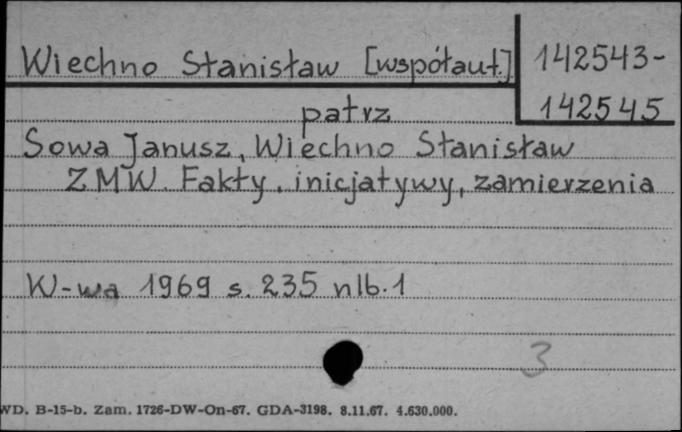 Wiechno Stanisław [współaut.] 142543-
142545
patrz
Sowa Janusz, Wiechno Stanisław
ZMW. Fakty, inicjatywy, zamierzenia
W-wa 1969 s. 235 nlb. 1
3
WD. B-15-b. Zam. 1726-DW-On-67. GDA-3198. 8.11.67. 4.630.000.